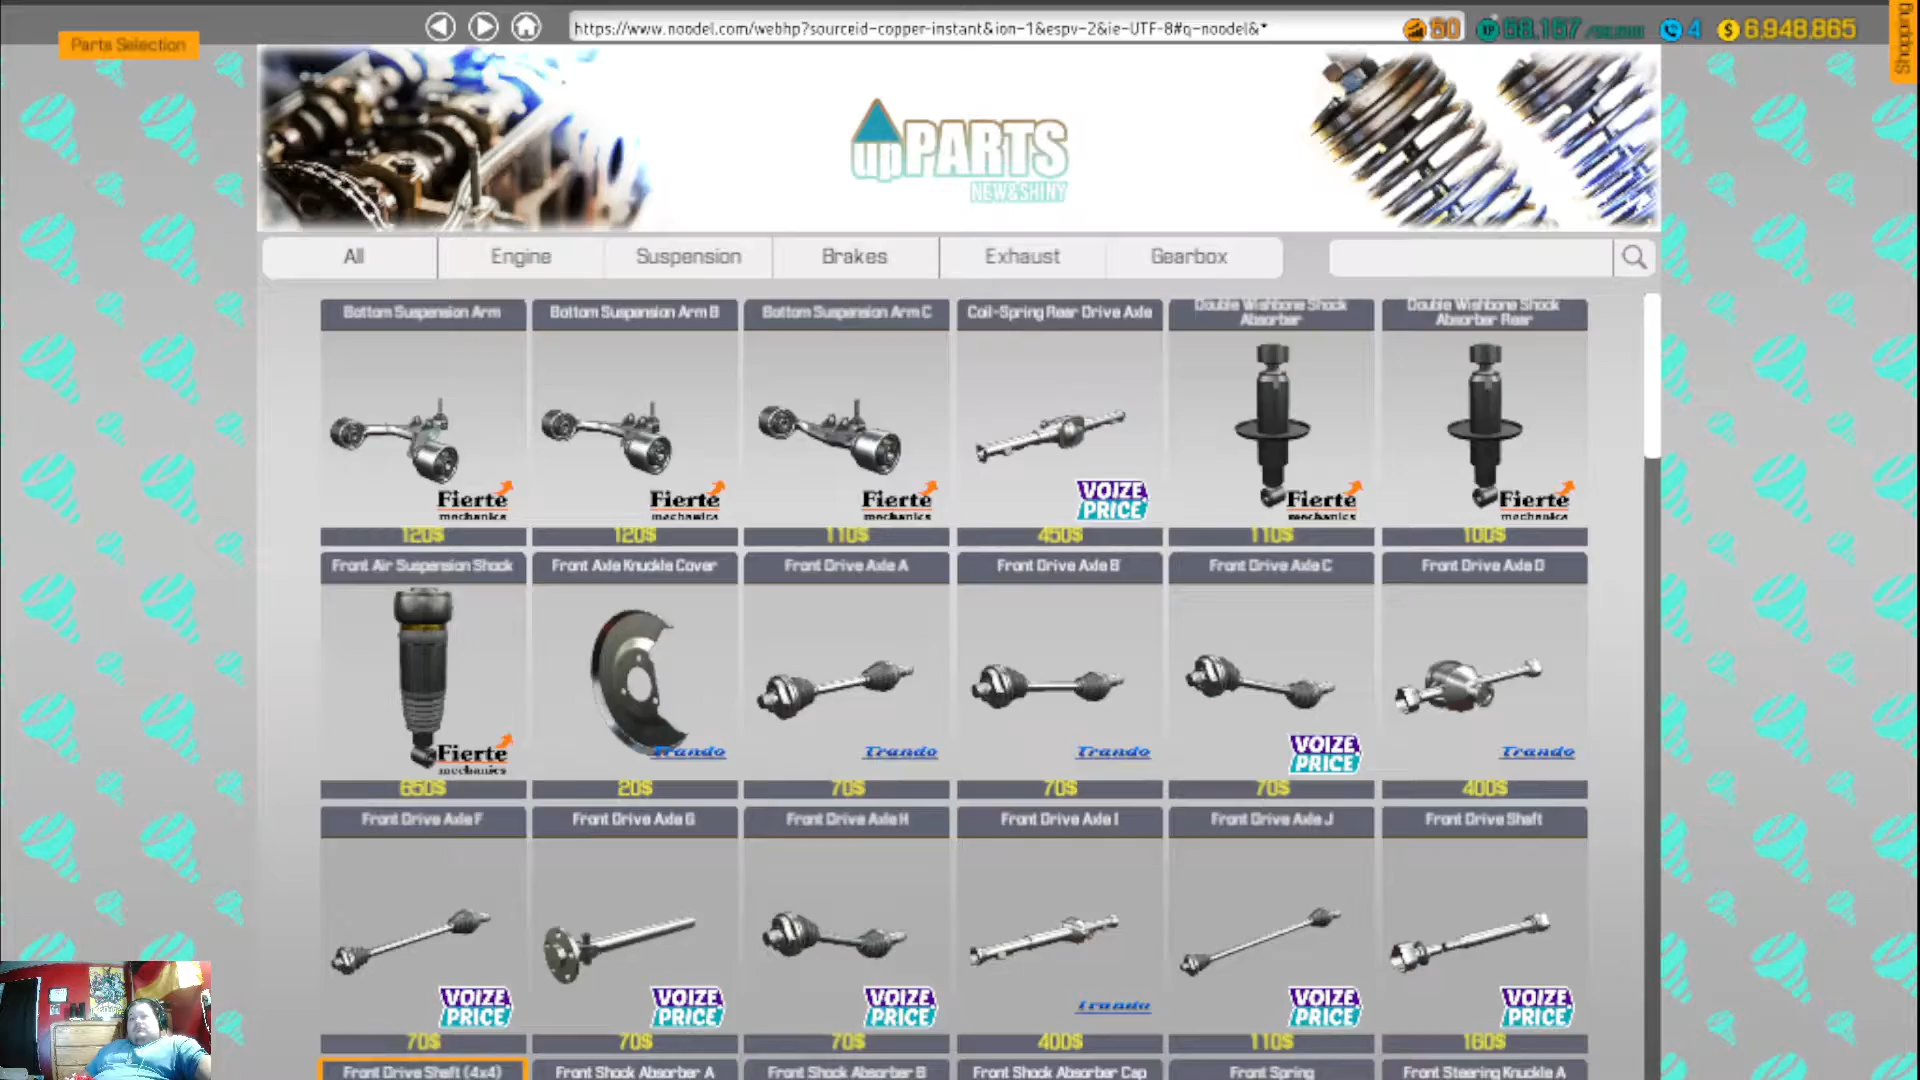 Parts Selection
https://www.noodel.com/webhp?sourceid-copper-instant&ion-1&espv-2&ie-UTF-8#q-noodel&*
60
4
6.948,865
Shopping
upPARTS
NEW&SHINY
All
Engine
Suspension
Brakes
Exhaust
Gearbox
Bottom Suspension Arm
Bottom Suspension Arm B
Bottom Suspension Arm C
Coil-Spring Rear Drive Axle
Double Wishbone Shock
Absorber
Double Wishbone Shock
Absorber Rear
Fierte
mechanics
Fierte
mechanics
Fierte
mechanics
VOIZE
PRICE
Fierte
mechanics
Fierte
mechanics
120$
120$
110$
450$
110$
100$
Front Air Suspension Shock
Front Axle Knuckle Cover
Front Drive Axle A
Front Drive Axle B
Front Drive Axle C
Front Drive Axle D
Fierte
mechanics
Trando
Trando
Trando
VOIZE
PRICE
Trando
650$
20$
70$
70$
70$
400$
Front Drive Axle F
Front Drive Axle G
Front Drive Axle H
Front Drive Axle I
Front Drive Axle J
Front Drive Shaft
VOIZE
PRICE
VOIZE
PRICE
VOIZE
PRICE
Trando
VOIZE
PRICE
VOIZE
PRICE
70$
70$
70$
400$
110$
160$
Front Drive Shaft (4x4)
Front Shock Absorber A
Front Shock Absorber B
Front Shock Absorber Cap
Front Spring
Front Steering Knuckle A